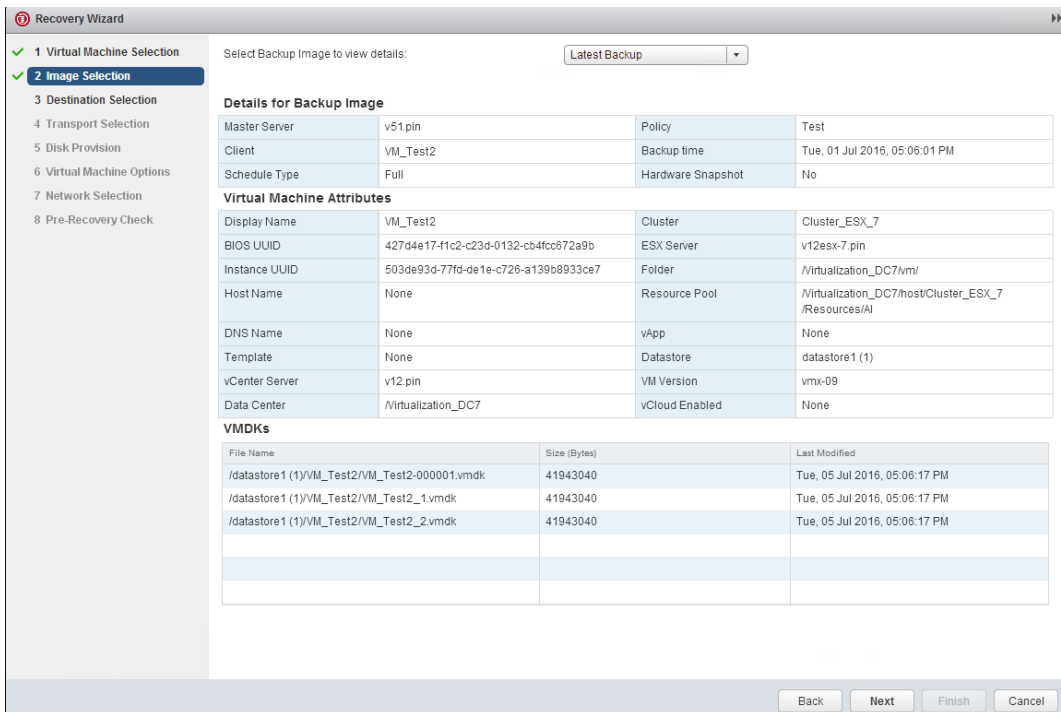 Recovery Wizard
1 Virtual Machine Selection
2 Image Selection
3 Destination Selection
4 Transport Selection
5 Disk Provision
6 Virtual Machine Options
7 Network Selection
8 Pre-Recovery Check
Select Backup Image to view details: Latest Backup
Details for Backup Image
Master Server v51.pin Policy Test
Client VM_Test2 Backup time Tue, 01 Jul 2016, 05:06:01 PM
Schedule Type Full Hardware Snapshot No
Virtual Machine Attributes
Display Name VM_Test2 Cluster Cluster_ESX_7
BIOS UUID 427d4e17-f1c2-c23d-0132-cb4fcc672a9b ESX Server v12esx-7.pin
Instance UUID 503de93d-77fd-de1e-c726-a139b8933ce7 Folder /Virtualization_DC7/vm/
Host Name None Resource Pool /Virtualization_DC7/host/Cluster_ESX_7
/Resources/Al
DNS Name None vApp None
Template None Datastore datastore1 (1)
vCenter Server v12.pin VM Version vmx-09
Data Center /Virtualization_DC7 vCloud Enabled None
VMDKs
File Name Size (Bytes) Last Modified
/datastore1 (1)/VM_Test2/VM_Test2-000001.vmdk 41943040 Tue, 05 Jul 2016, 05:06:17 PM
/datastore1 (1)/VM_Test2/VM_Test2_1.vmdk 41943040 Tue, 05 Jul 2016, 05:06:17 PM
/datastore1 (1)/VM_Test2/VM_Test2_2.vmdk 41943040 Tue, 05 Jul 2016, 05:06:17 PM
Back Next Finish Cancel